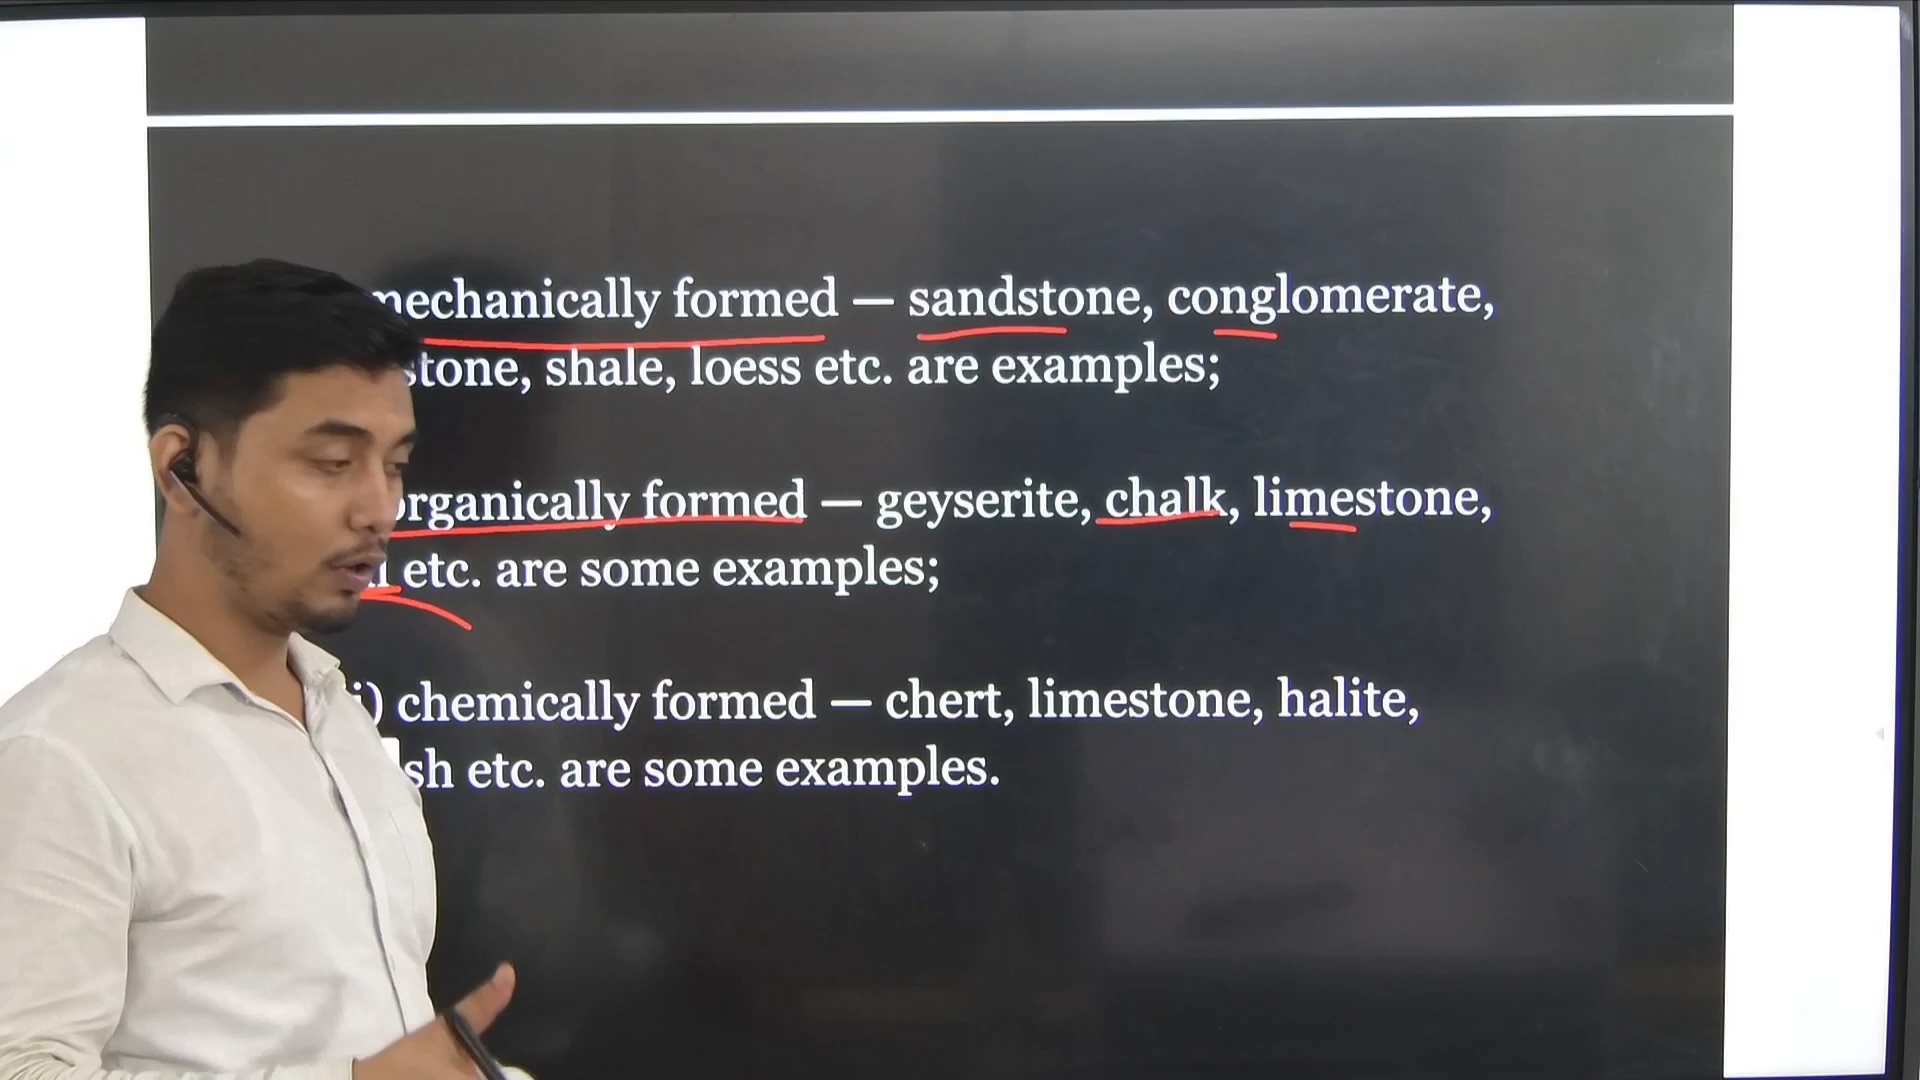 mechanically formed — sandstone, conglomerate,
stone, shale, loess etc. are examples;
organically formed — geyserite, chalk, limestone,
etc. are some examples;
i) chemically formed — chert, limestone, halite,
sh etc. are some examples.